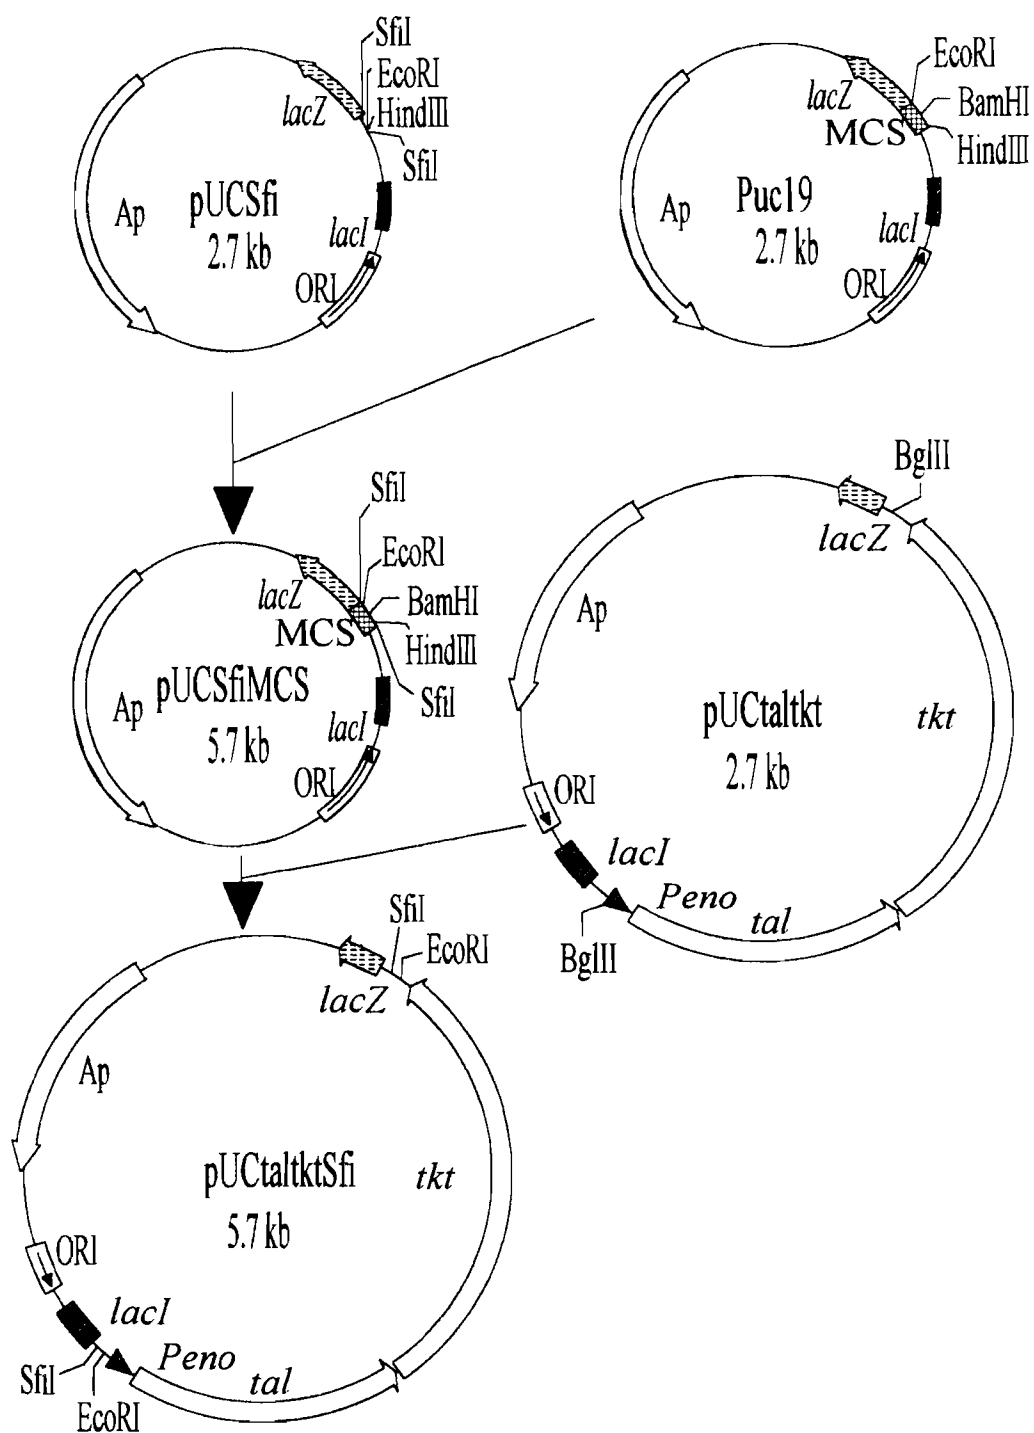 SfiI
EcoRI
HindIII
SfiI
lacZ
Ap
pUCSfi
2.7 kb
lacI
ORI
EcoRI
BamHI
HindIII
lacZ
MCS
Ap
Puc19
2.7 kb
lacI
ORI
SfiI
EcoRI
BamHI
HindIII
SfiI
lacZ
MCS
Ap
pUCSfiMCS
5.7 kb
lacI
ORI
BglII
lacZ
Ap
pUCtaltkt
2.7 kb
tkt
ORI
lacI
Peno
tal
BglII
SfiI
EcoRI
lacZ
Ap
pUCtaltktSfi
5.7 kb
tkt
ORI
lacI
Peno
tal
SfiI
EcoRI